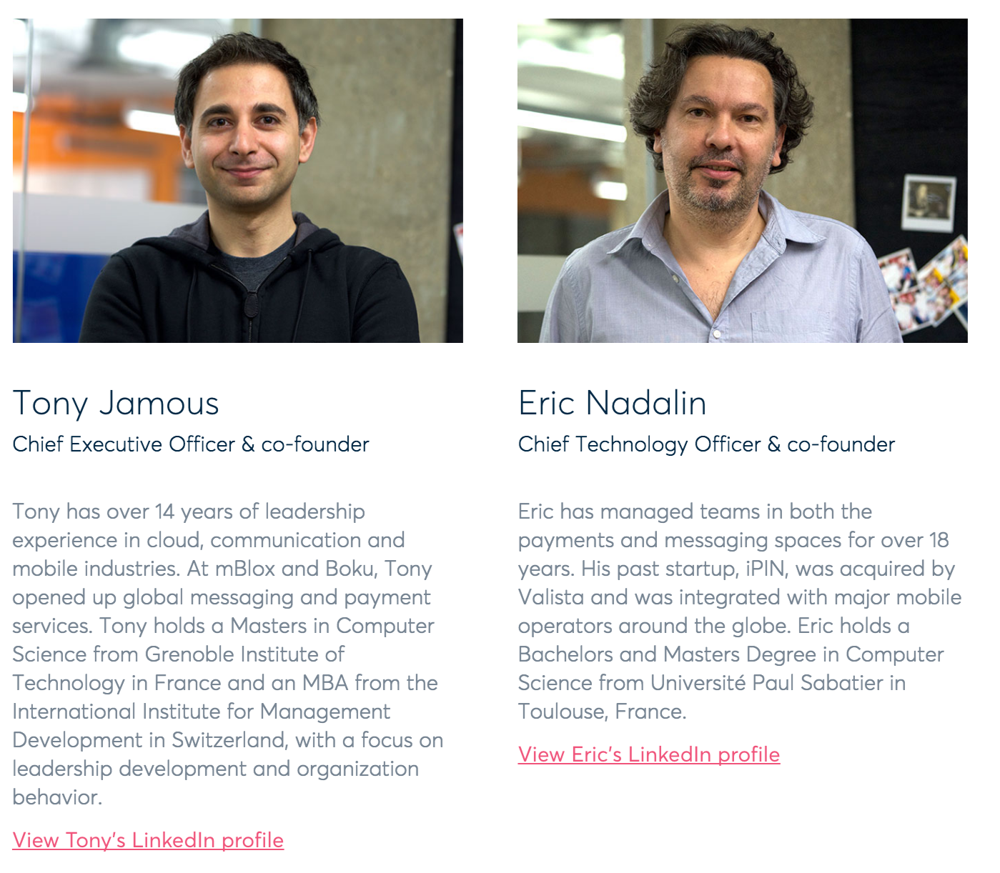 Tony Jamous
Chief Executive Officer & co-founder
Tony has over 14 years of leadership
experience in cloud, communication and
mobile industries. At mBlox and Boku, Tony
opened up global messaging and payment
services. Tony holds a Masters in Computer
Science from Grenoble Institute of
Technology in France and an MBA from the
International Institute for Management
Development in Switzerland, with a focus on
leadership development and organization
behavior.
View Tony's LinkedIn profile
Eric Nadalin
Chief Technology Officer & co-founder
Eric has managed teams in both the
payments and messaging spaces for over 18
years. His past startup, iPIN, was acquired by
Valista and was integrated with major mobile
operators around the globe. Eric holds a
Bachelors and Masters Degree in Computer
Science from Université Paul Sabatier in
Toulouse, France.
View Eric's LinkedIn profile